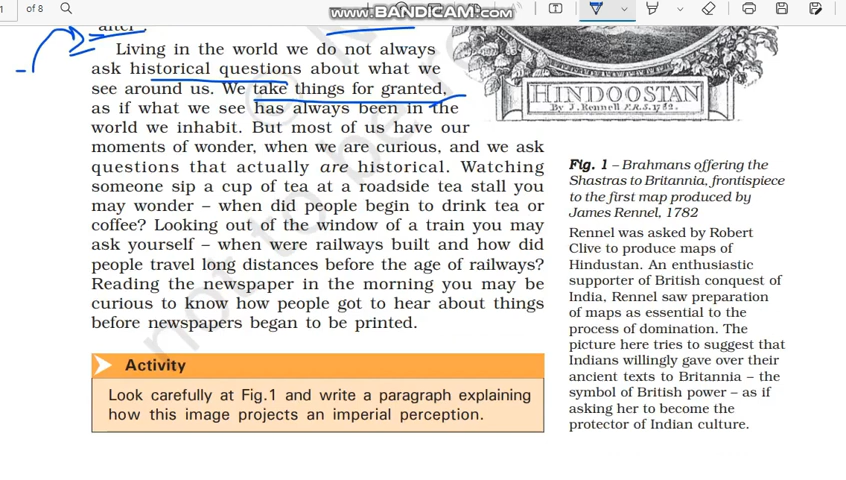 1
of 8
www.BANDICAM.com
after.
Living in the world we do not always
ask historical questions about what we
see around us. We take things for granted,
as if what we see has always been in the
world we inhabit. But most of us have our
moments of wonder, when we are curious, and we ask
questions that actually are historical. Watching
someone sip a cup of tea at a roadside tea stall you
may wonder – when did people begin to drink tea or
coffee? Looking out of the window of a train you may
ask yourself – when were railways built and how did
people travel long distances before the age of railways?
Reading the newspaper in the morning you may be
curious to know how people got to hear about things
before newspapers began to be printed.
Activity
Look carefully at Fig.1 and write a paragraph explaining
how this image projects an imperial perception.
HINDOOSTAN
By J. Rennell F.R.S. 1782.
Fig. 1 – Brahmans offering the
Shastras to Britannia, frontispiece
to the first map produced by
James Rennel, 1782
Rennel was asked by Robert
Clive to produce maps of
Hindustan. An enthusiastic
supporter of British conquest of
India, Rennel saw preparation
of maps as essential to the
process of domination. The
picture here tries to suggest that
Indians willingly gave over their
ancient texts to Britannia – the
symbol of British power – as if
asking her to become the
protector of Indian culture.
not to be